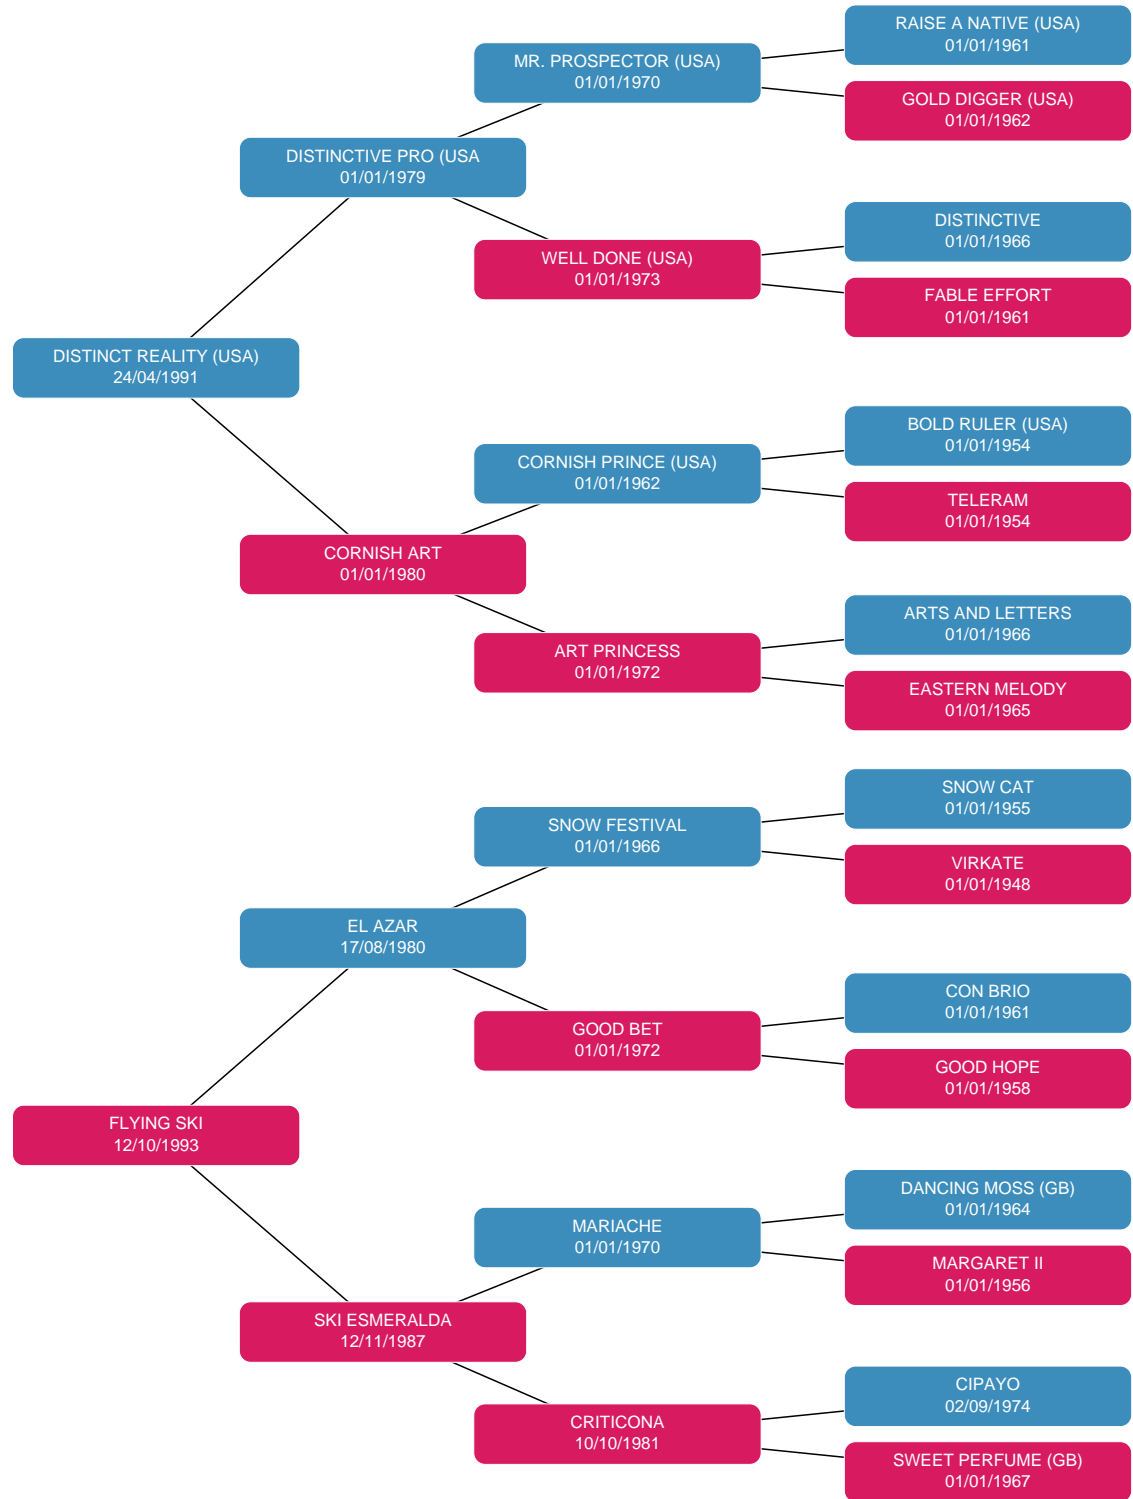 RAISE A NATIVE (USA)
01/01/1961
MR. PROSPECTOR (USA)
01/01/1970
GOLD DIGGER (USA)
01/01/1962
DISTINCTIVE PRO (USA
01/01/1979
DISTINCTIVE
01/01/1966
WELL DONE (USA)
01/01/1973
FABLE EFFORT
01/01/1961
DISTINCT REALITY (USA)
24/04/1991
BOLD RULER (USA)
01/01/1954
CORNISH PRINCE (USA)
01/01/1962
TELERAM
01/01/1954
CORNISH ART
01/01/1980
ARTS AND LETTERS
01/01/1966
ART PRINCESS
01/01/1972
EASTERN MELODY
01/01/1965
SNOW CAT
01/01/1955
SNOW FESTIVAL
01/01/1966
VIRKATE
01/01/1948
EL AZAR
17/08/1980
CON BRIO
01/01/1961
GOOD BET
01/01/1972
GOOD HOPE
01/01/1958
FLYING SKI
12/10/1993
DANCING MOSS (GB)
01/01/1964
MARIACHE
01/01/1970
MARGARET II
01/01/1956
SKI ESMERALDA
12/11/1987
CIPAYO
02/09/1974
CRITICONA
10/10/1981
SWEET PERFUME (GB)
01/01/1967